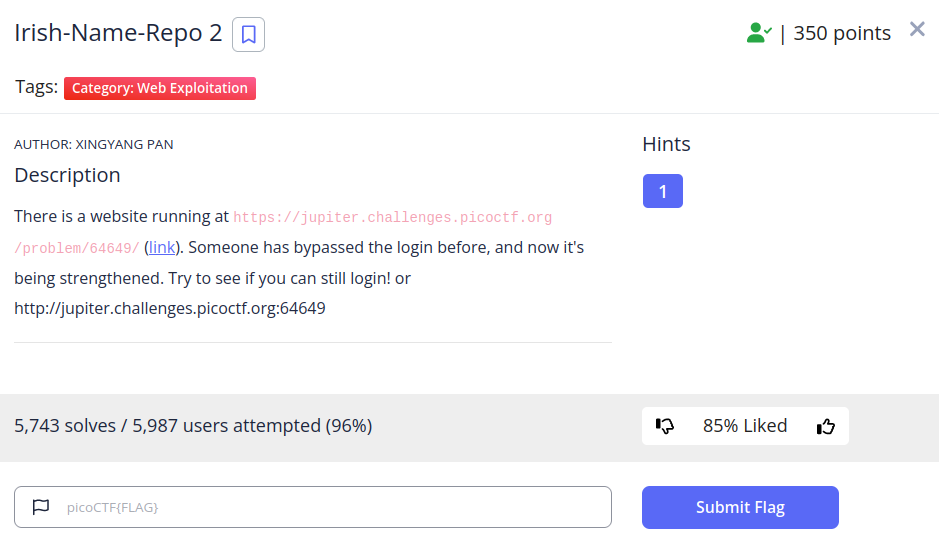 Irish-Name-Repo 2
| 350 points
Tags: Category: Web Exploitation
AUTHOR: XINGYANG PAN
Description
There is a website running at https://jupiter.challenges.picoctf.org
/problem/64649/ (link). Someone has bypassed the login before, and now it's
being strengthened. Try to see if you can still login! or
http://jupiter.challenges.picoctf.org:64649
Hints
1
5,743 solves / 5,987 users attempted (96%)
85% Liked
picoCTF{FLAG}
Submit Flag